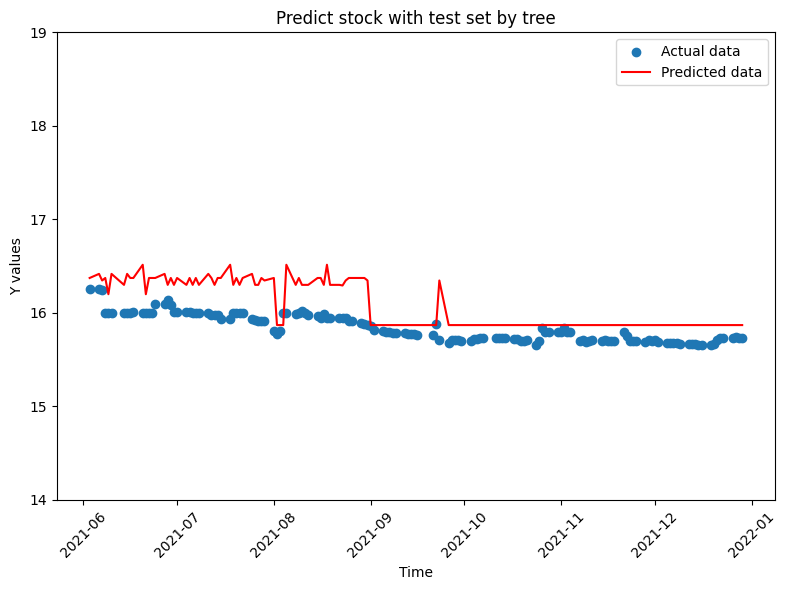 Predict stock with test set by tree
Actual data
Predicted data
Y values
19
18
17
16
15
14
2021-06
2021-07
2021-08
2021-09
2021-10
2021-11
2021-12
2022-01
Time